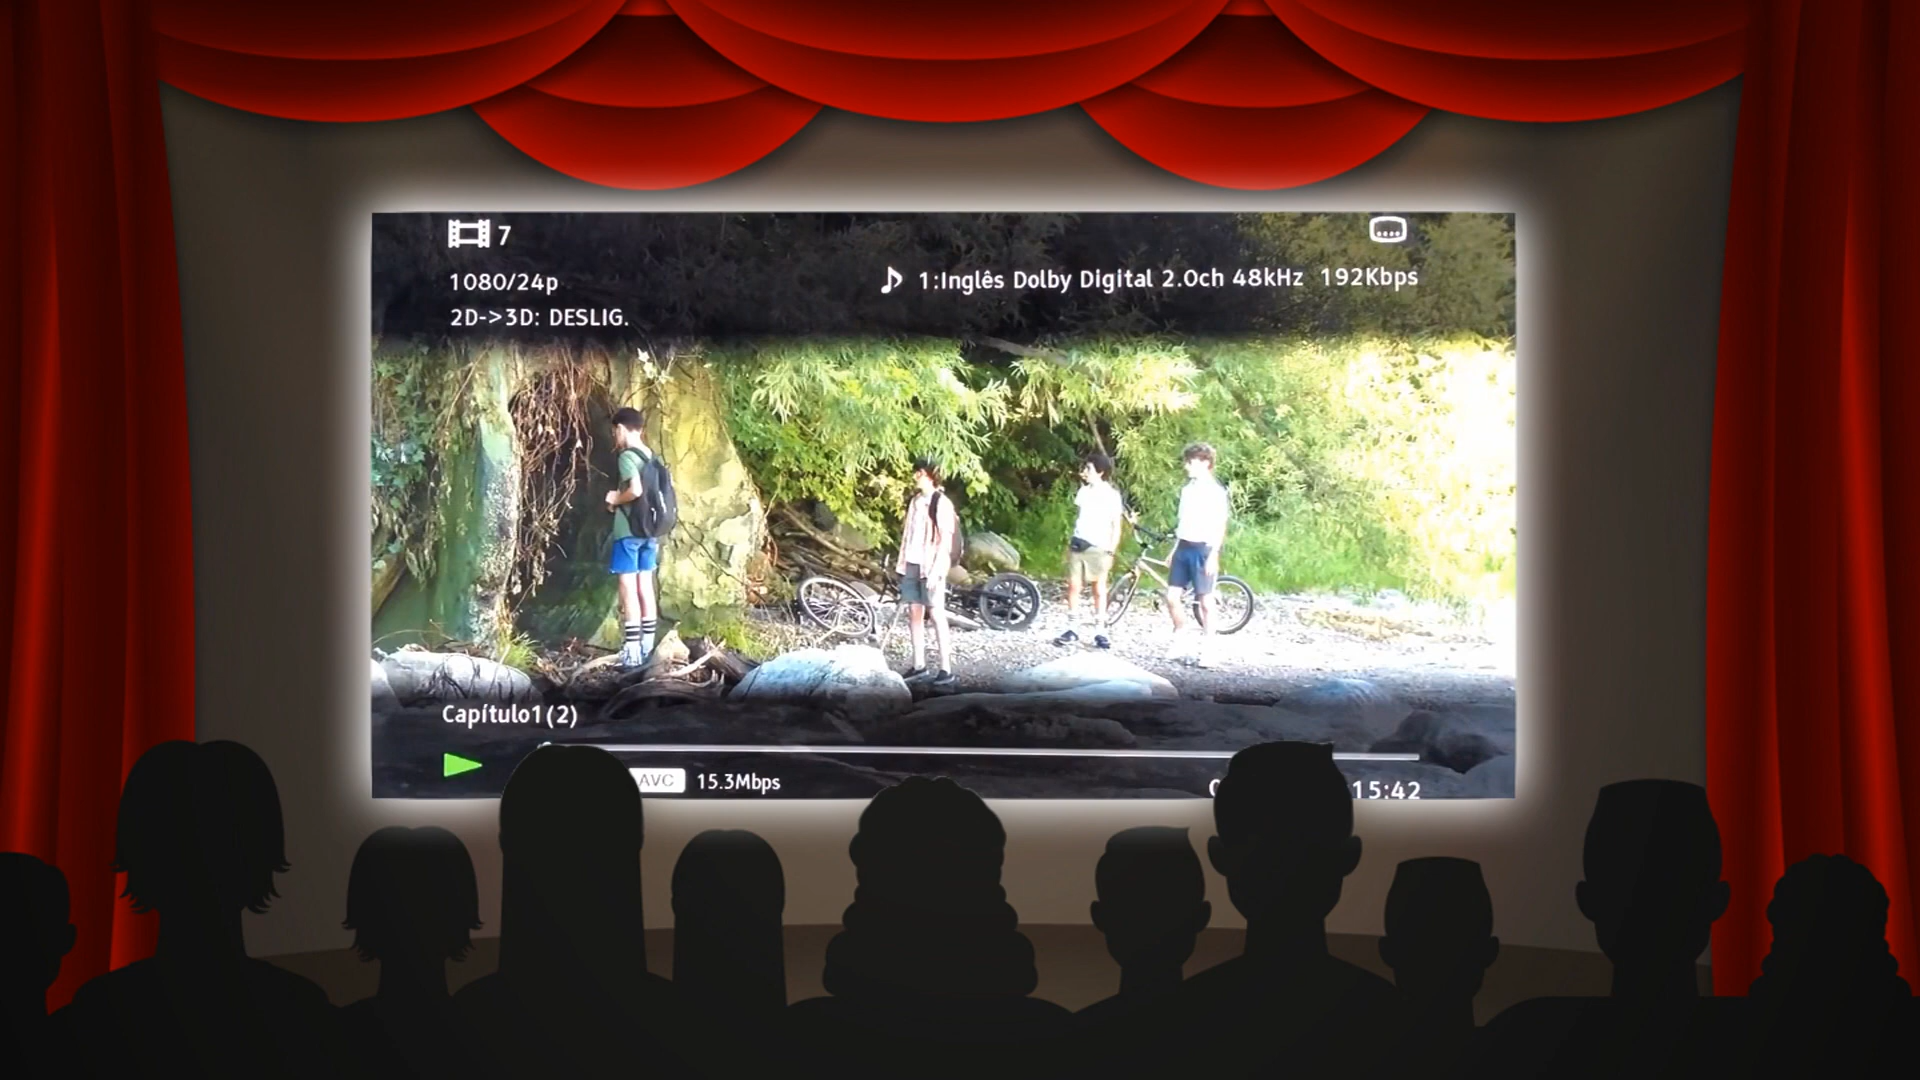 7
1080/24p
1:Inglês Dolby Digital 2.0ch 48kHz 192Kbps
2D->3D: DESLIG.
Capítulo1(2)
AVC 15.3Mbps
15:42